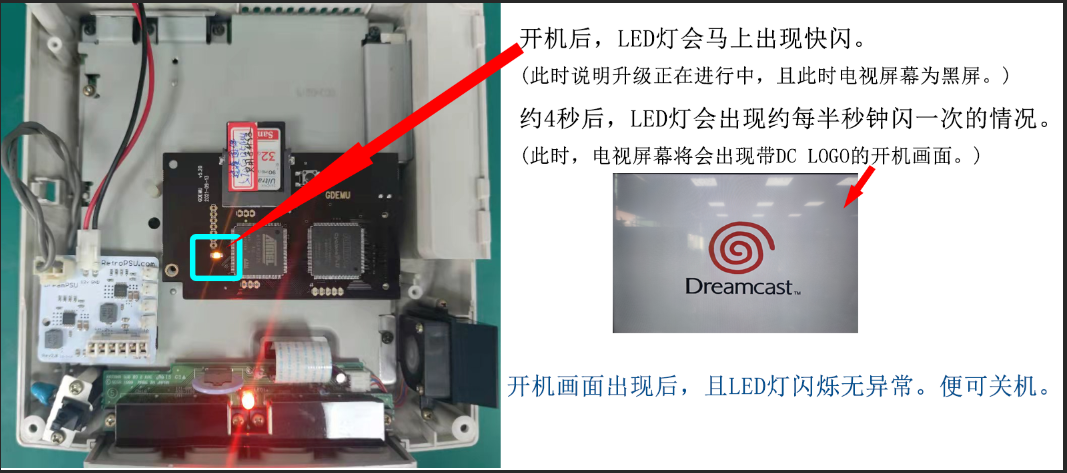 开机后，LED灯会马上出现快闪。
(此时说明升级正在进行中，且此时电视屏幕为黑屏。)
约4秒后，LED灯会出现约每半秒钟闪一次的情况。
(此时，电视屏幕将会出现带DC LOGO的开机画面。)
Dreamcast™
开机画面出现后，且LED灯闪烁无异常。便可关机。
San
32
Ultra
GDEMU
RetroPSU.com